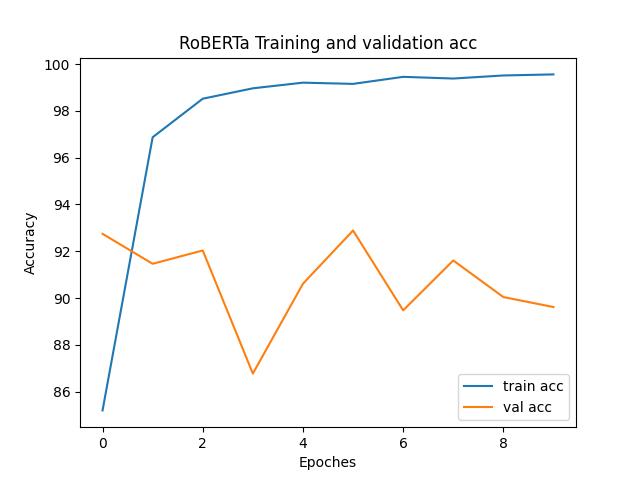 RoBERTa Training and validation acc
100
98
96
94
92
90
88
86
Accuracy
train acc
val acc
0 2 4 6 8
Epoches